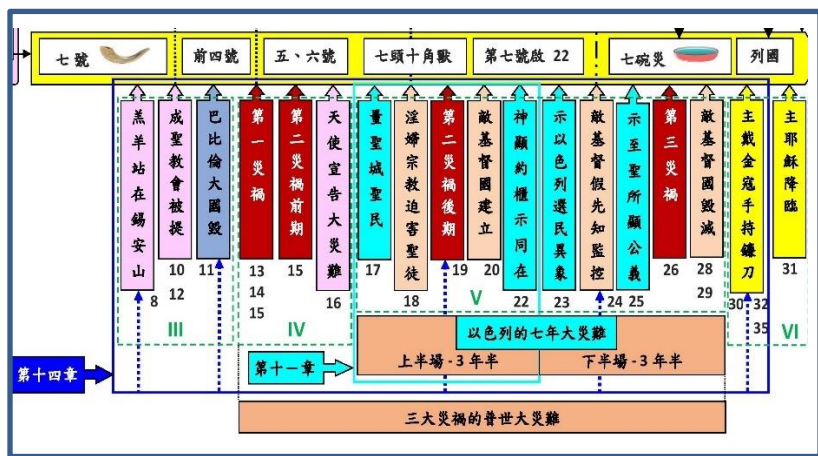 七號
前四號
五、六號
七頭十角獸
第七號啟 22
七碗災
列國
羔羊站在錫安山
成聖教會被提
巴比倫大國毀
第一災禍
第二災禍前期
天使宣告大災難
量聖城聖民
淫婦宗教迫害聖徒
第二災禍後期
敵基督國建立
神顯約櫃示同在
示以色列選民異象
敵基督假先知監控
示至聖所顯公義
第三災禍
敵基督國毀滅
主戴金冠手持鐮刀
主耶穌降臨
8
10
12
11
13
14
15
15
16
17
18
19
20
22
23
24
25
26
28
29
30
32
35
31
III
IV
V
VI
以色列的七年大災難
上半場 - 3 年半
下半場 - 3 年半
第十四章
第十一章
三大災禍的普世大災難